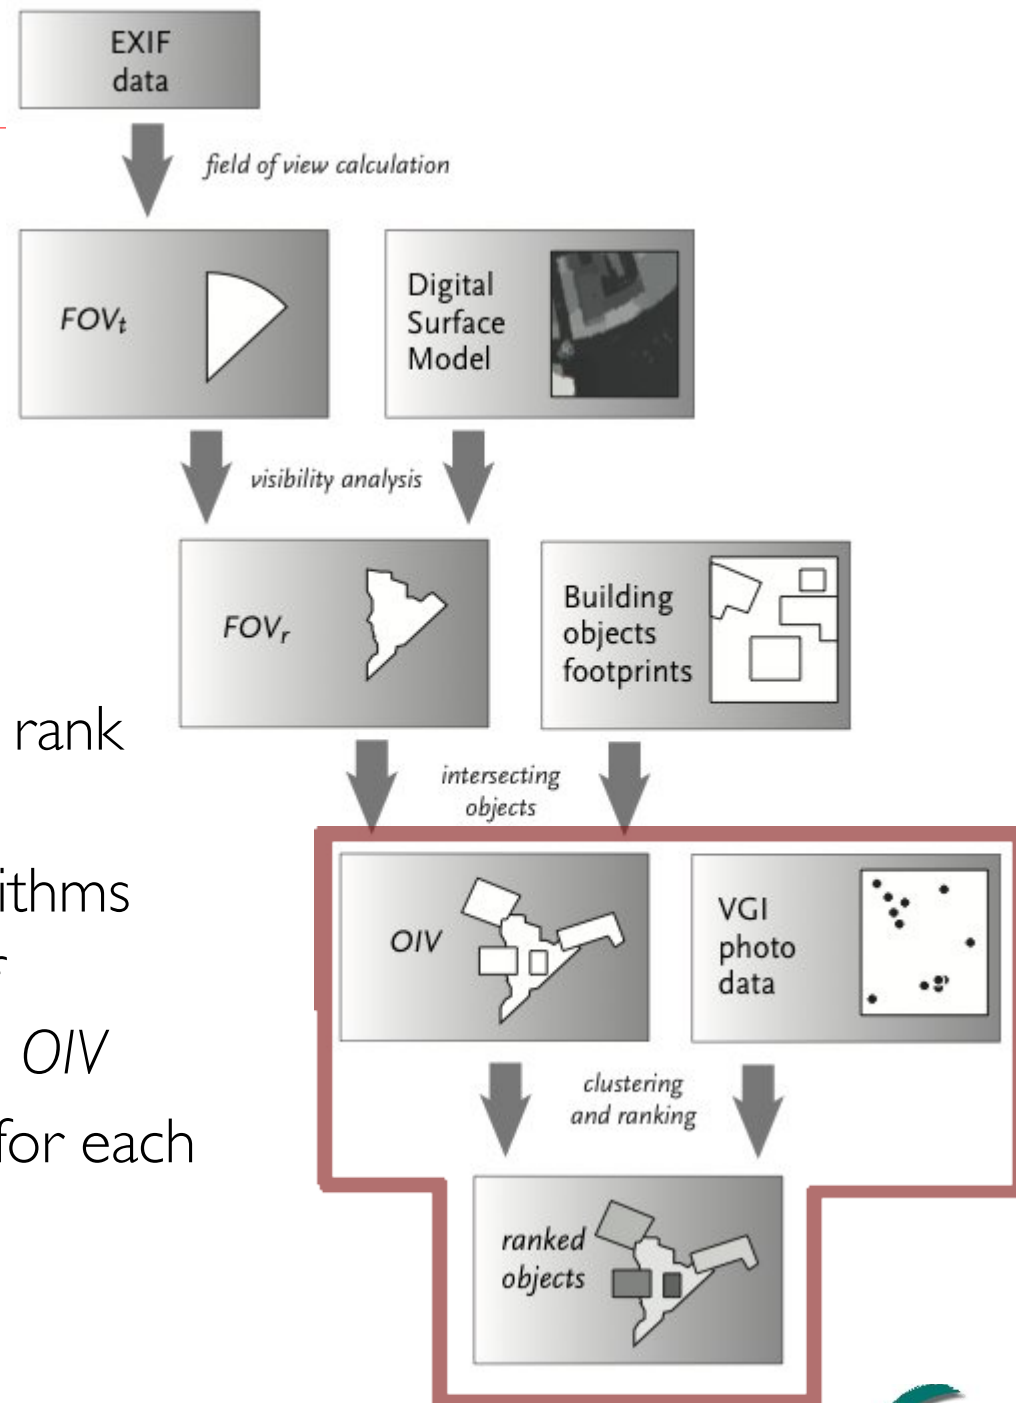 EXIF
data
field of view calculation
FOVt
Digital
Surface
Model
visibility analysis
FOVr
Building
objects
footprints
rank
intersecting
objects
OIV
VGI
photo
data
OIV
for each
clustering
and ranking
ranked
objects